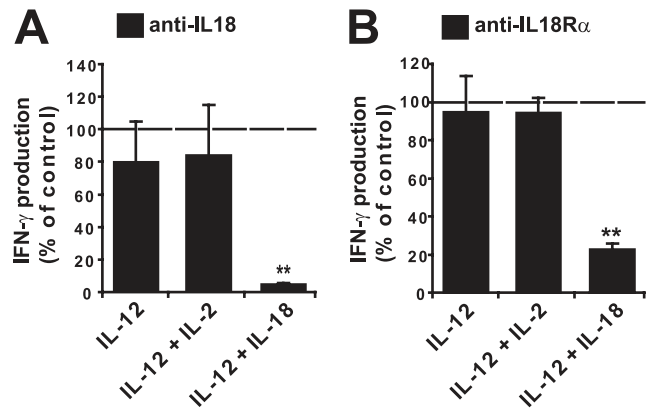 A
anti-IL18
IFN-γ production
(% of control)
140
120
100
80
60
40
20
0
**
IL-12
IL-12 + IL-2
IL-12 + IL-18
B
anti-IL18Rα
IFN-γ production
(% of control)
120
100
80
60
40
20
0
**
IL-12
IL-12 + IL-2
IL-12 + IL-18